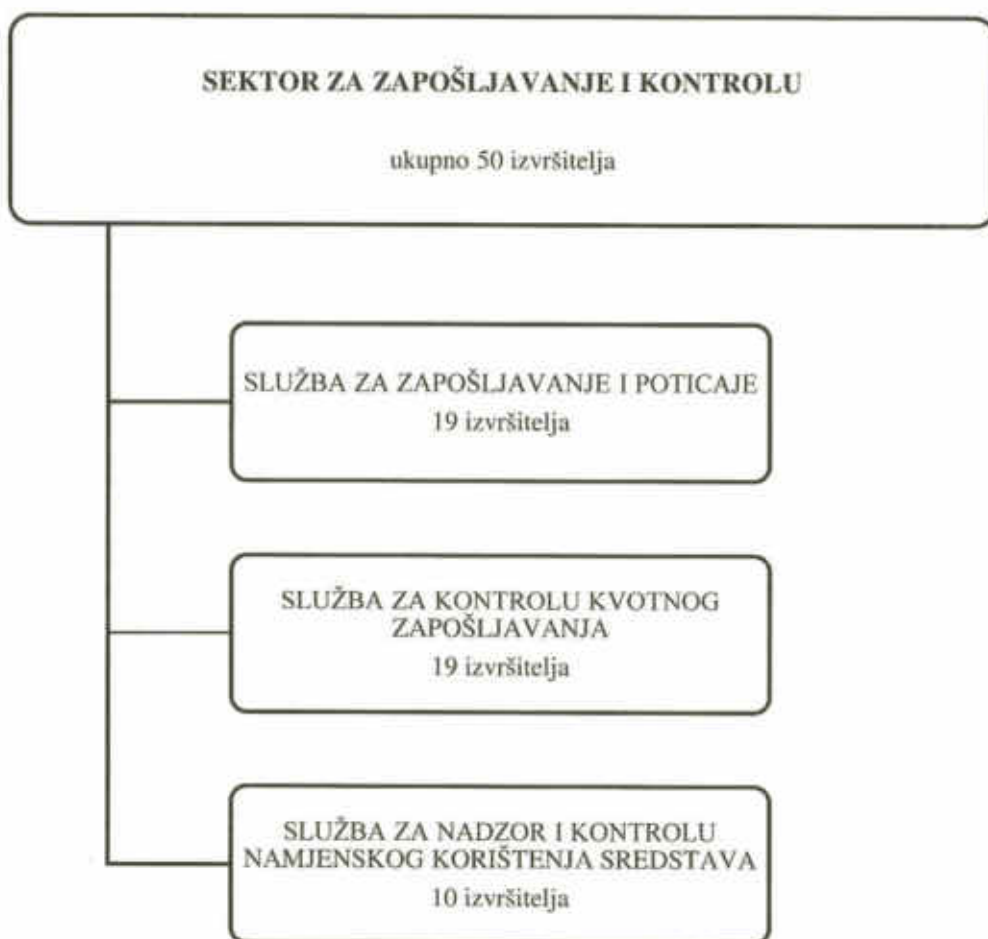 SEKTOR ZA ZAPOŠLJAVANJE I KONTROLU
ukupno 50 izvršitelja
SLUŽBA ZA ZAPOŠLJAVANJE I POTICAJE
19 izvršitelja
SLUŽBA ZA KONTROLU KVOTNOG
ZAPOŠLJAVANJA
19 izvršitelja
SLUŽBA ZA NADZOR I KONTROLU
NAMJENSKOG KORIŠTENJA SREDSTAVA
10 izvršitelja